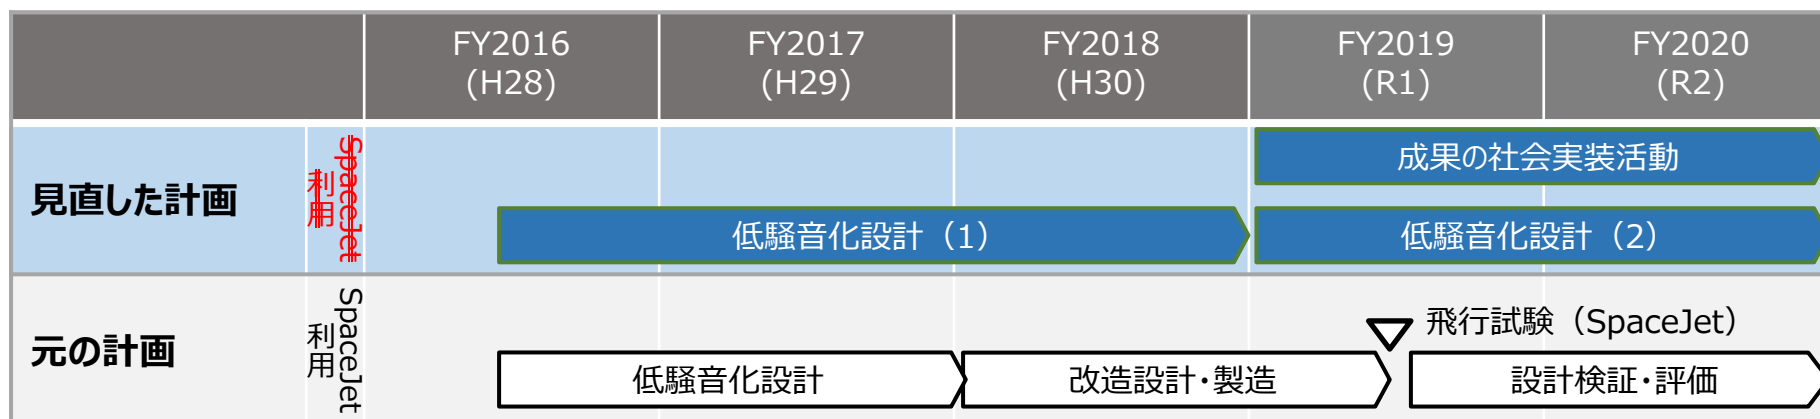 FY2016
(H28)
FY2017
(H29)
FY2018
(H30)
FY2019
(R1)
FY2020
(R2)
見直した計画
SpaceJet
利用
成果の社会実装活動
低騒音化設計（1）
低騒音化設計（2）
元の計画
SpaceJet
利用
飛行試験（SpaceJet）
低騒音化設計
改造設計・製造
設計検証・評価